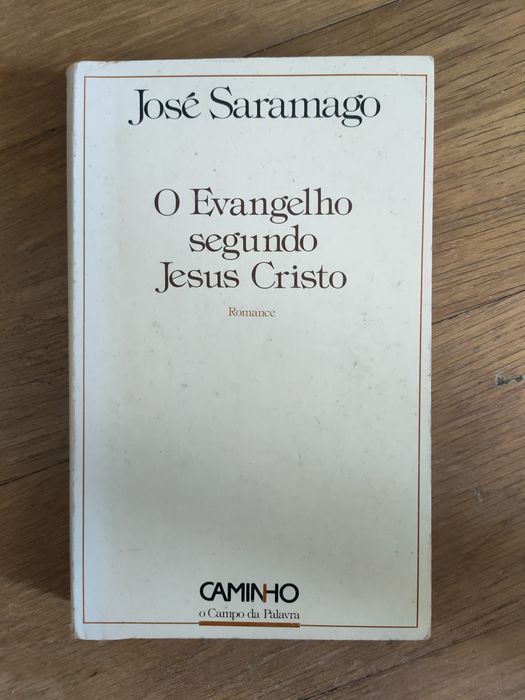 José Saramago
O Evangelho
segundo
Jesus Cristo
Romance
CAMINHO
o Campo da Palavra